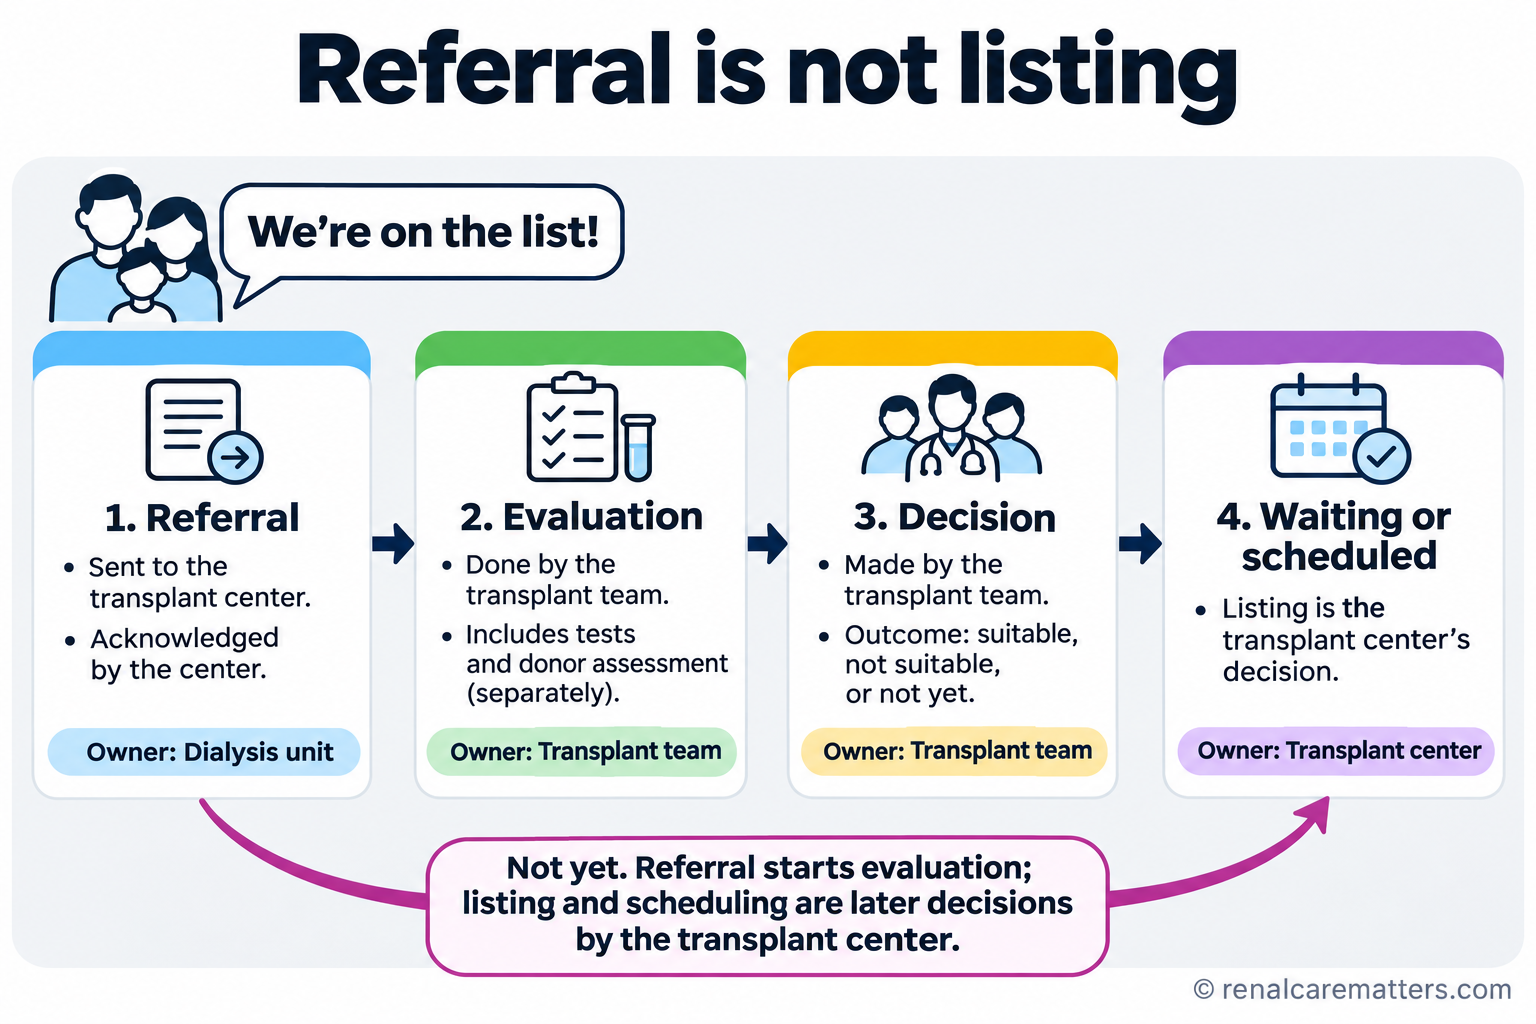 Referral is not listing
We're on the list!
1. Referral
• Sent to the
transplant center.
• Acknowledged
by the center.
Owner: Dialysis unit
2. Evaluation
• Done by the
transplant team.
• Includes tests
and donor assessment
(separately).
Owner: Transplant team
3. Decision
• Made by the
transplant team.
• Outcome: suitable,
not suitable,
or not yet.
Owner: Transplant team
4. Waiting or
scheduled
• Listing is the
transplant center's
decision.
Owner: Transplant center
Not yet. Referral starts evaluation;
listing and scheduling are later decisions
by the transplant center.
© renalcarematters.com